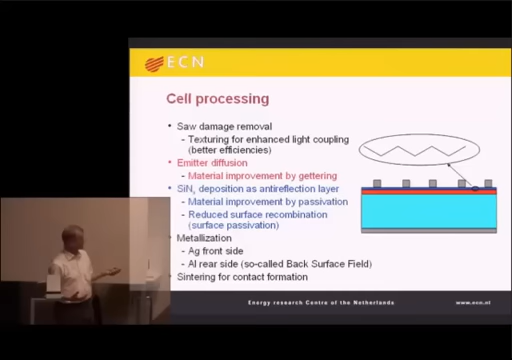 ECN
Cell processing
• Saw damage removal
- Texturing for enhanced light coupling
(better efficiencies)
• Emitter diffusion
- Material improvement by gettering
• SiNx deposition as antireflection layer
- Material improvement by passivation
- Reduced surface recombination
(surface passivation)
• Metallization
- Ag front side
- Al rear side (so-called Back Surface Field)
• Sintering for contact formation
Energy research Centre of the Netherlands
www.ecn.nl